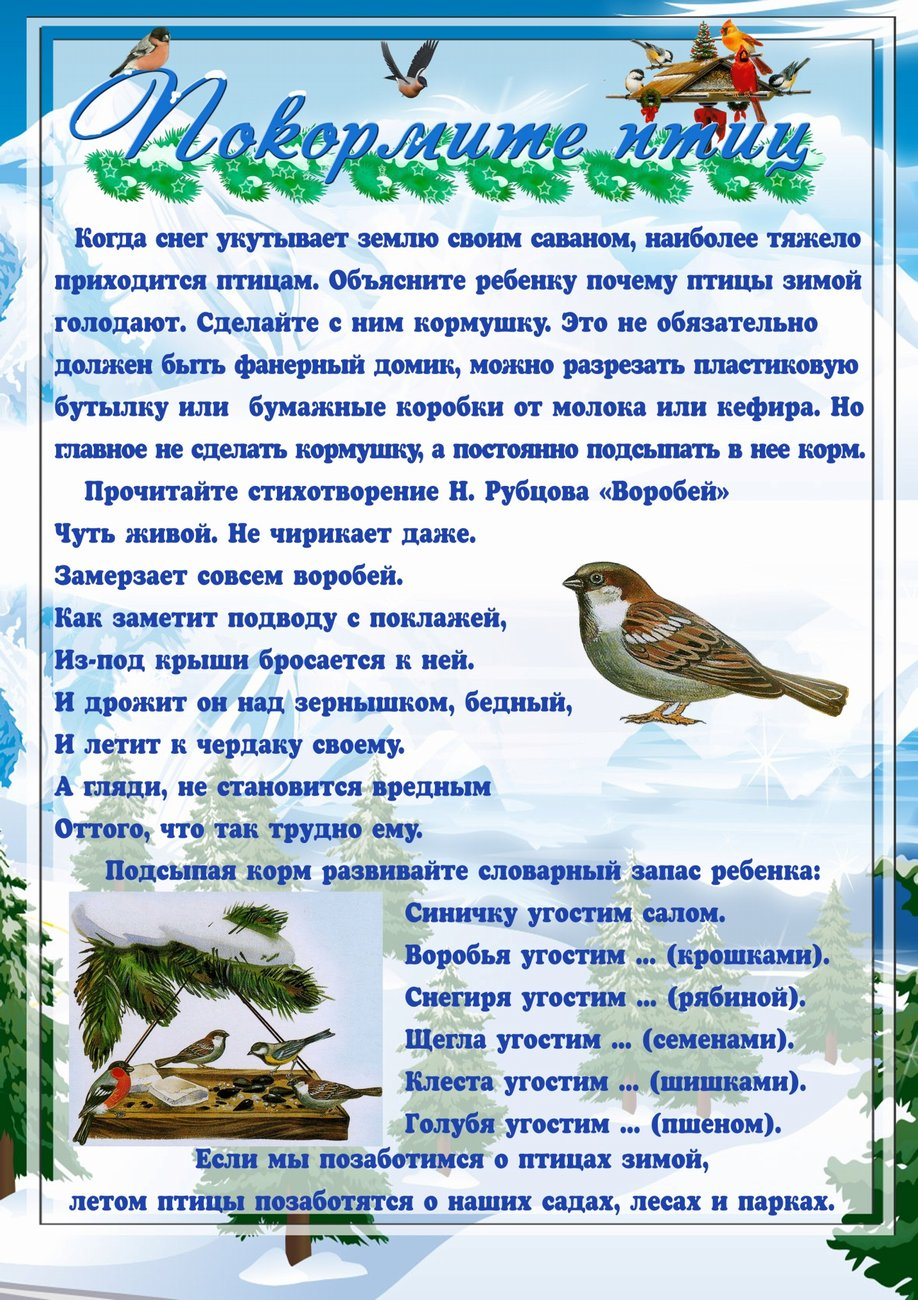 Покормите птиц
Когда снег укутывает землю своим саваном, наиболее тяжело
приходится птицам. Объясните ребенку почему птицы зимой
голодают. Сделайте с ним кормушку. Это не обязательно
должен быть фанерный домик, можно разрезать пластиковую
бутылку или бумажные коробки от молока или кефира. Но
главное не сделать кормушку, а постоянно подсыпать в нее корм.
Прочитайте стихотворение Н. Рубцова «Воробей»
Чуть живой. Не чирикает даже.
Замерзает совсем воробей.
Как заметит подводу с поклажей,
Из-под крыши бросается к ней.
И дрожит он над зернышком, бедный,
И летит к чердаку своему.
А гляди, не становится вредным
Оттого, что так трудно ему.
Подсыпая корм развивайте словарный запас ребенка:
Синичку угостим салом.
Воробья угостим ... (крошками).
Снегиря угостим ... (рябиной).
Щегла угостим ... (семенами).
Клеста угостим ... (шишками).
Голубя угостим ... (пшеном).
Если мы позаботимся о птицах зимой,
летом птицы позаботятся о наших садах, лесах и парках.